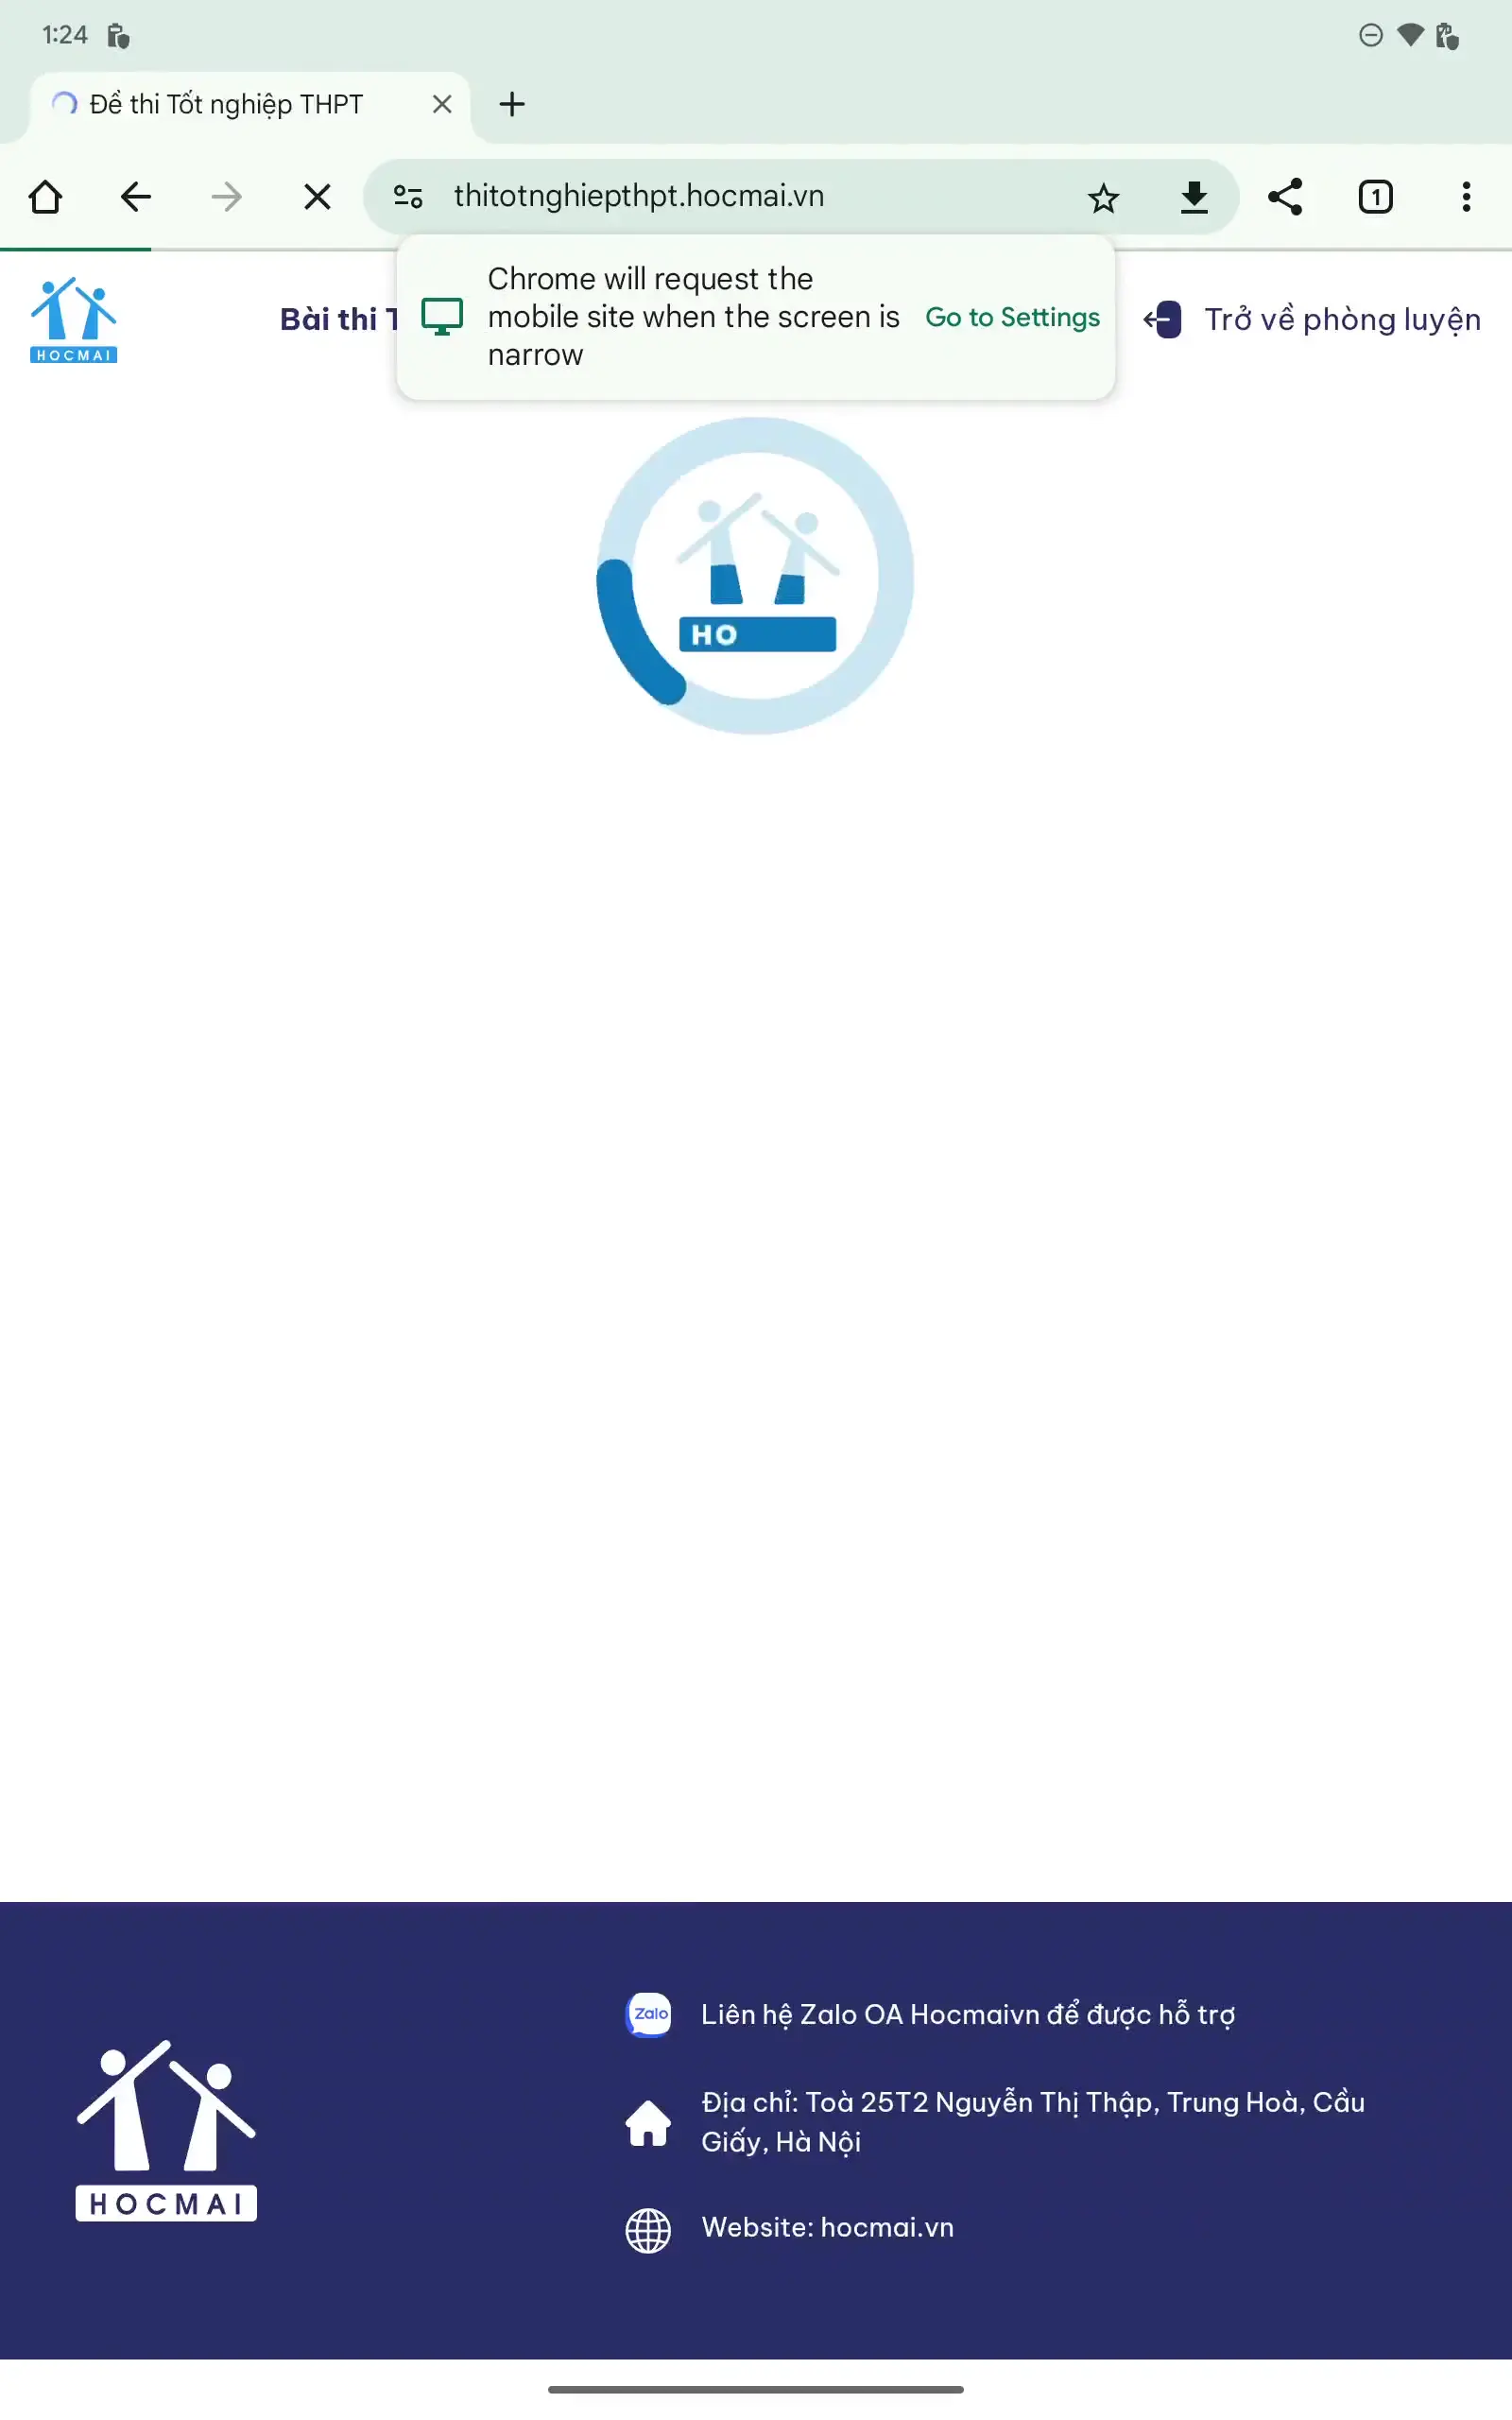 1:24
Đề thi Tốt nghiệp THPT
thitotnghiepthpt.hocmai.vn
1
Chrome will request the
mobile site when the screen is
narrow
Go to Settings
HOCMAI
Bài thi
Trở về phòng luyện
HO
Zalo
Liên hệ Zalo OA Hocmaivn để được hỗ trợ
Địa chỉ: Toà 25T2 Nguyễn Thị Thập, Trung Hoà, Cầu
Giấy, Hà Nội
HOCMAI
Website: hocmai.vn